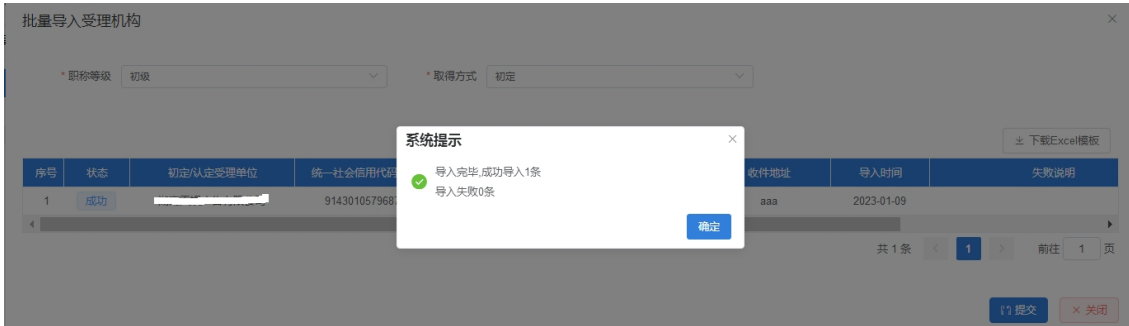 批量导入受理机构
* 职称等级 初级 * 取得方式 初定
下载Excel模板
系统提示
导入完毕,成功导入1条
导入失败0条
确定
序号 状态 初定/认定受理单位 统一社会信用代码 收件地址 导入时间 失败说明
1 成功 9143010579687 aaa 2023-01-09
共 1 条 1 前往 1 页
提交 关闭